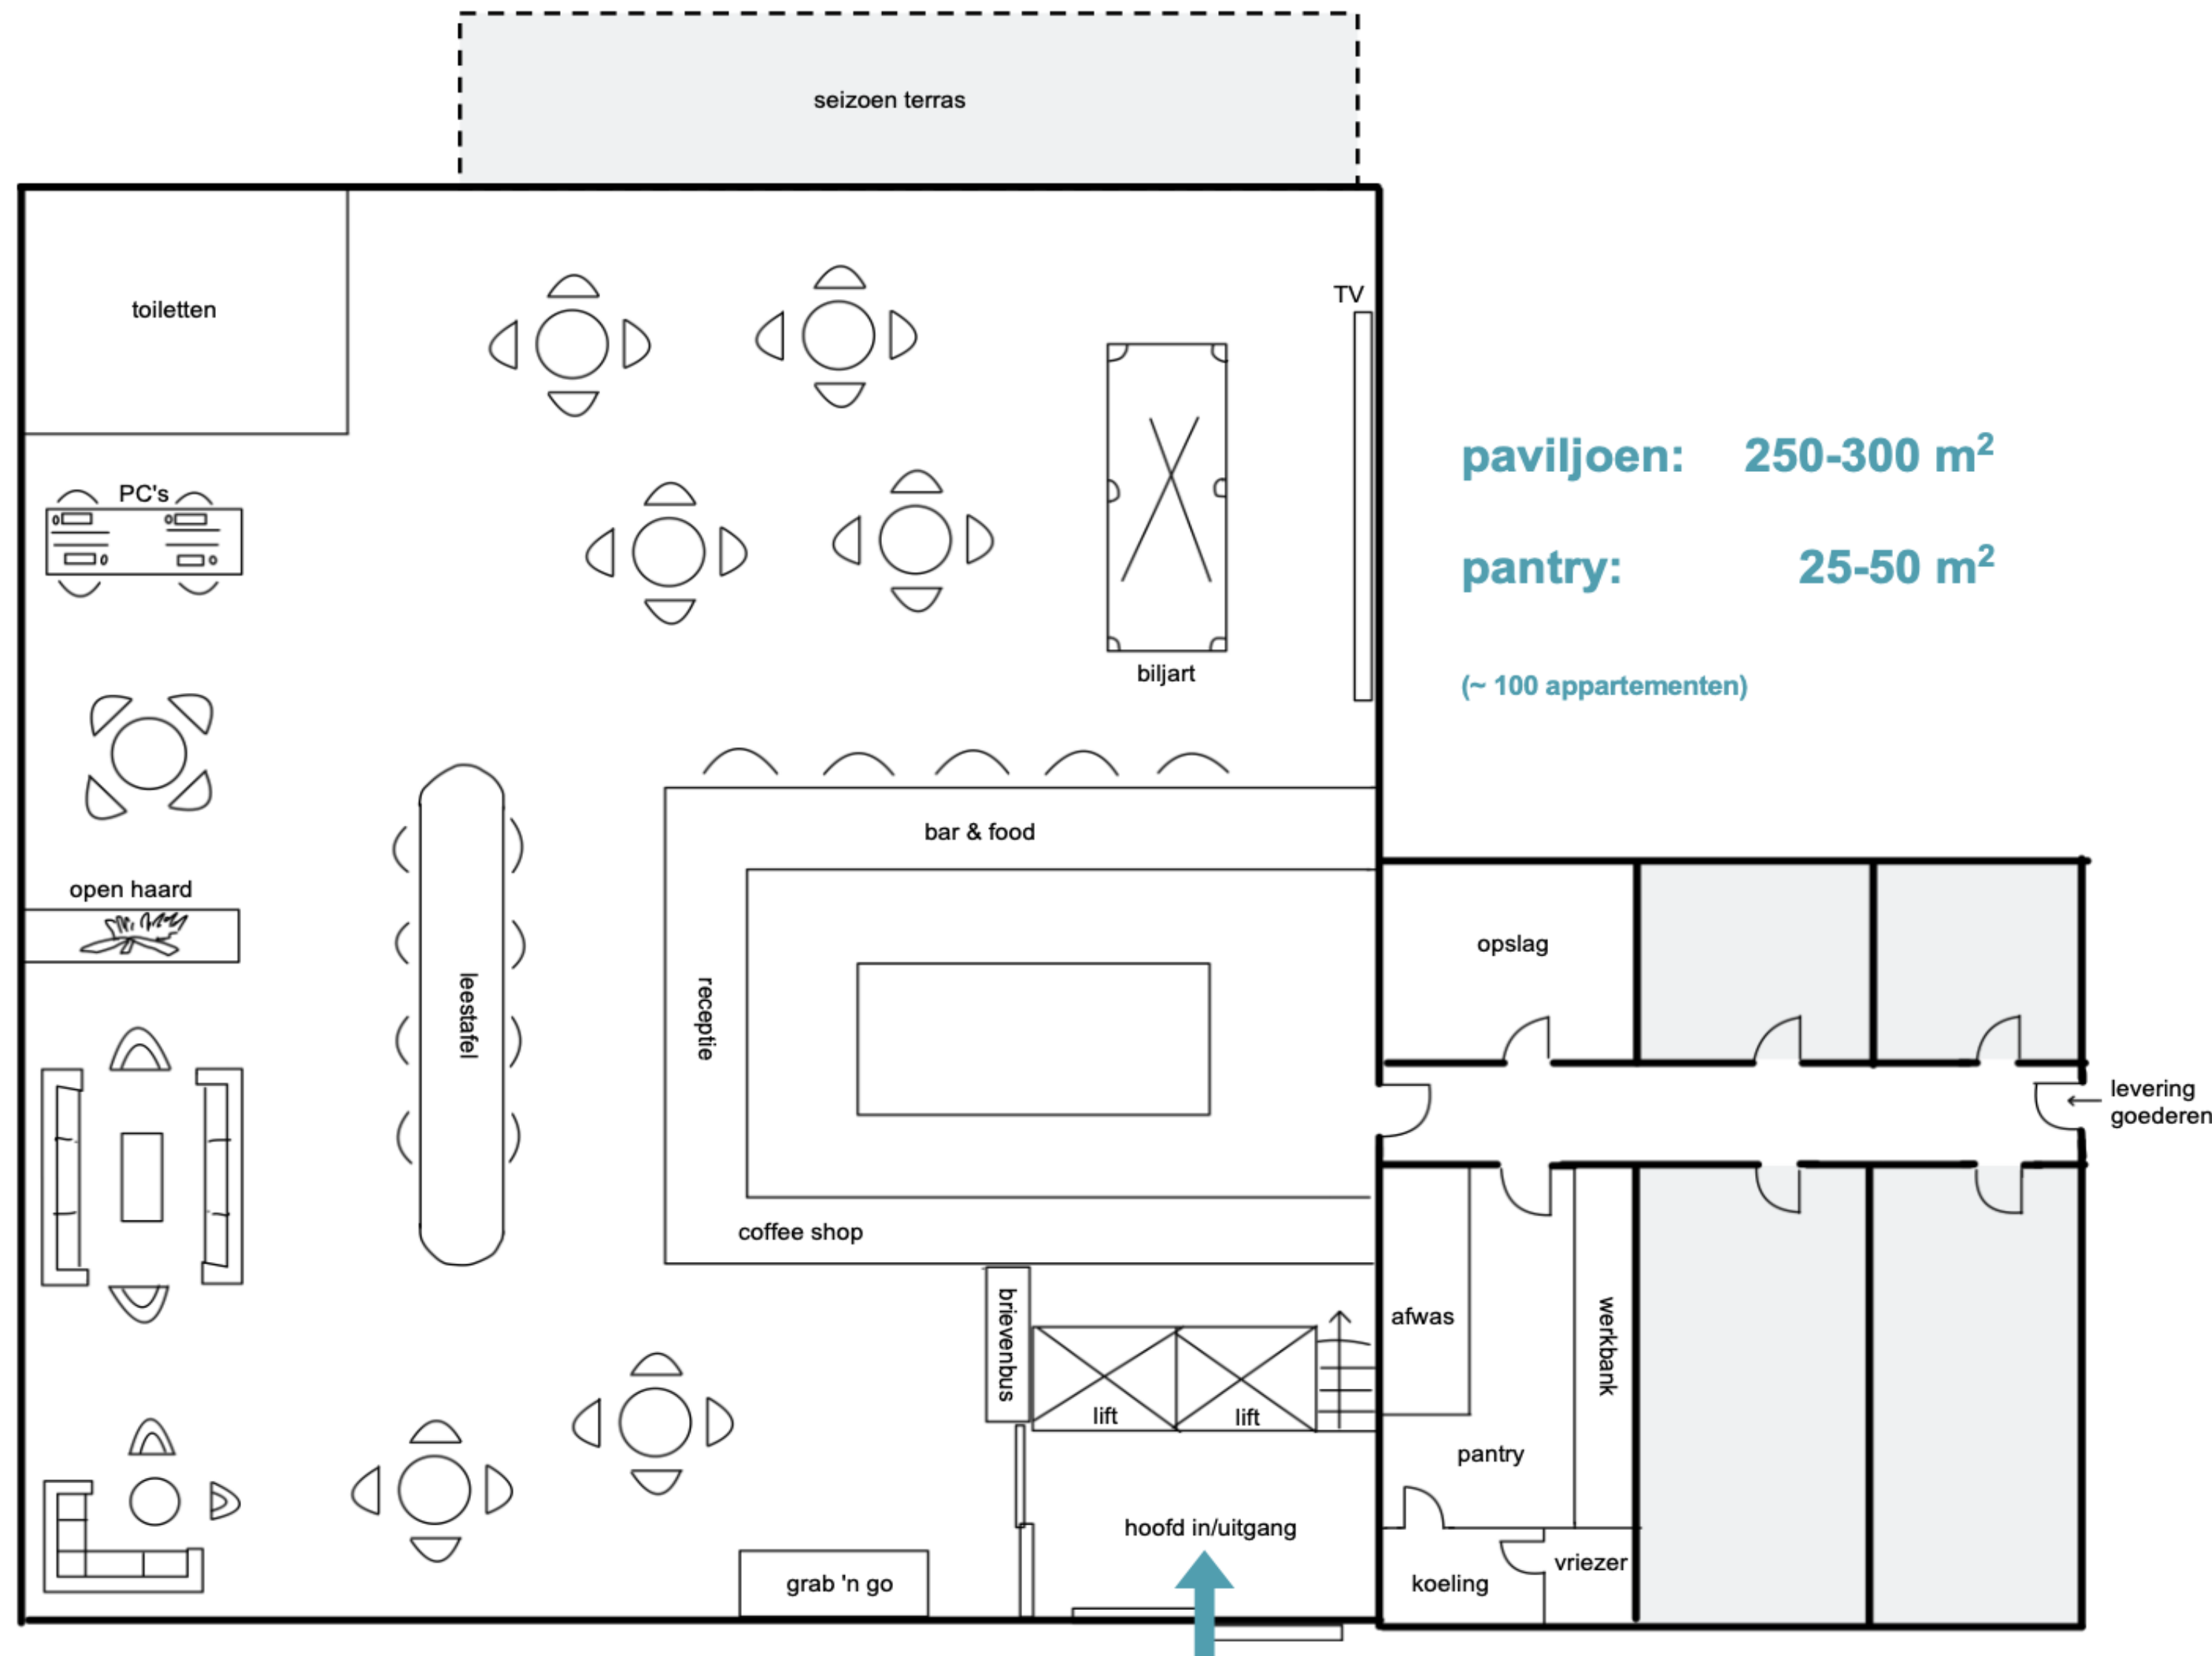 seizoen terras
toiletten
TV
PC's
paviljoen: 250-300 m²
pantry: 25-50 m²
(~ 100 appartementen)
biljart
bar & food
open haard
opslag
leestafel
receptie
levering
goederen
coffee shop
brievenbus
afwas
werkbank
lift
lift
pantry
hoofd in/uitgang
vriezer
grab 'n go
koeling